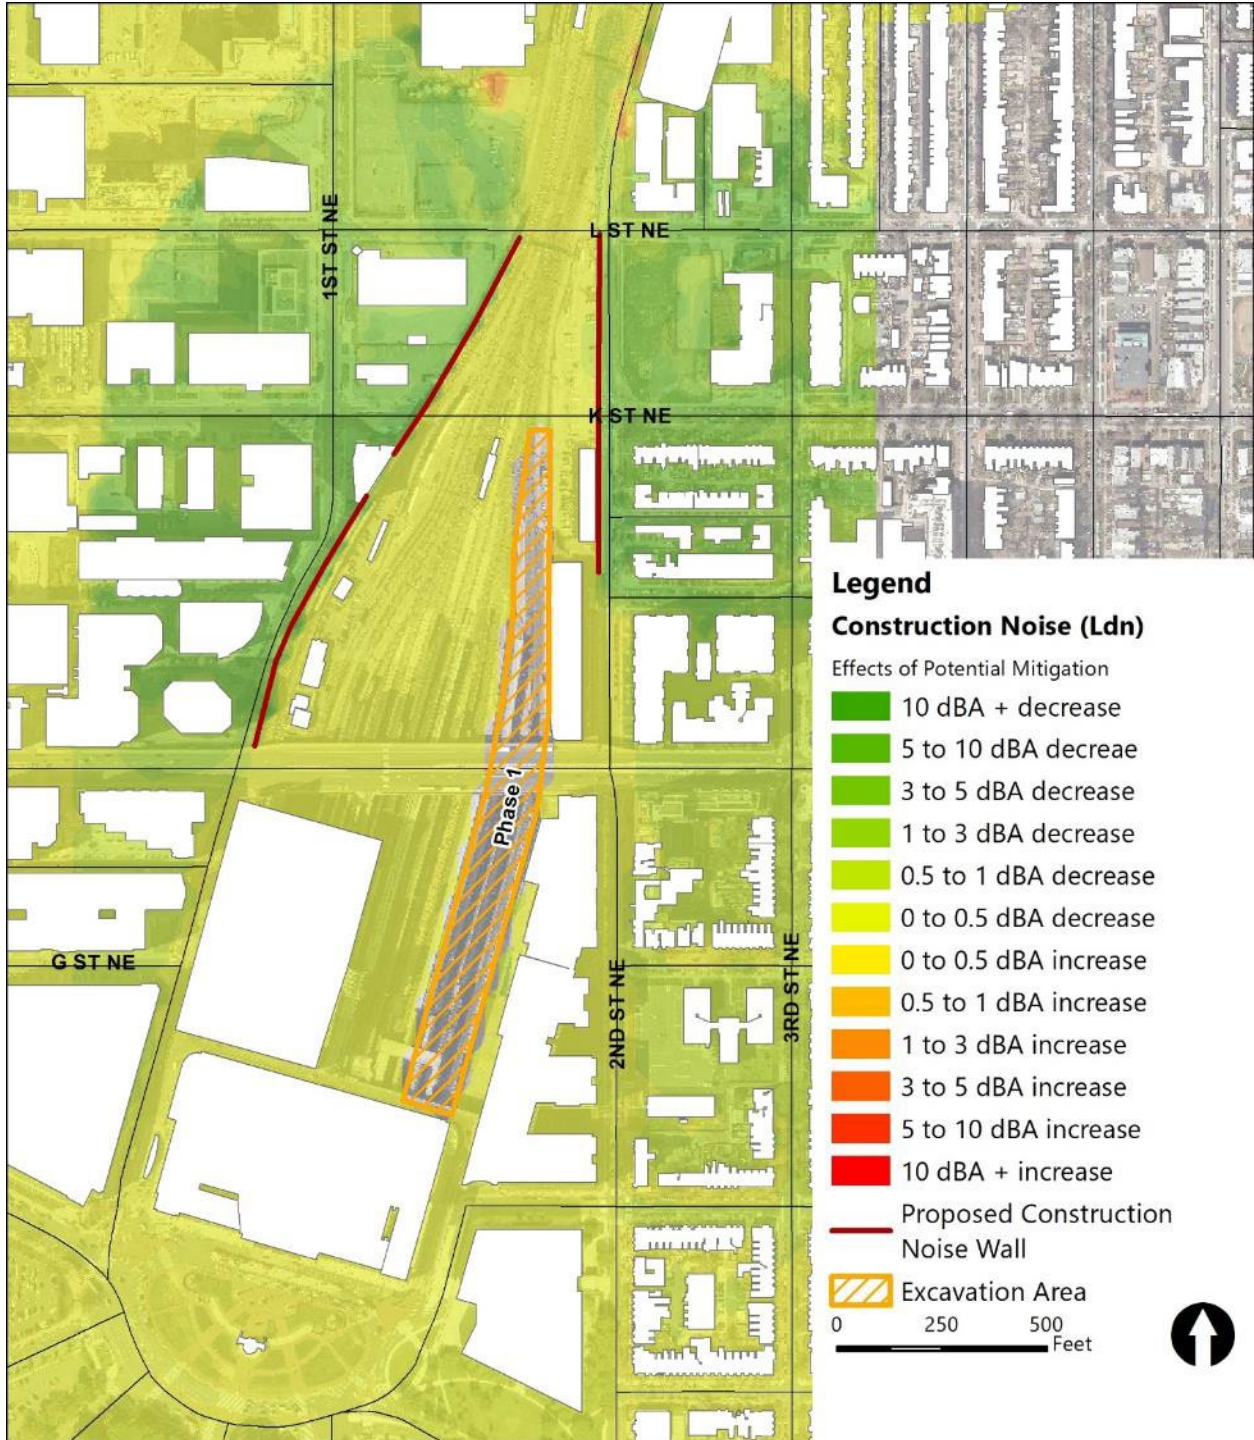 1ST ST NE
L ST NE
K ST NE
Phase 1
G ST NE
2ND ST NE
3RD ST NE
Legend
Construction Noise (Ldn)
Effects of Potential Mitigation
10 dBA + decrease
5 to 10 dBA decreae
3 to 5 dBA decrease
1 to 3 dBA decrease
0.5 to 1 dBA decrease
0 to 0.5 dBA decrease
0 to 0.5 dBA increase
0.5 to 1 dBA increase
1 to 3 dBA increase
3 to 5 dBA increase
5 to 10 dBA increase
10 dBA + increase
Proposed Construction
Noise Wall
Excavation Area
0 250 500
Feet